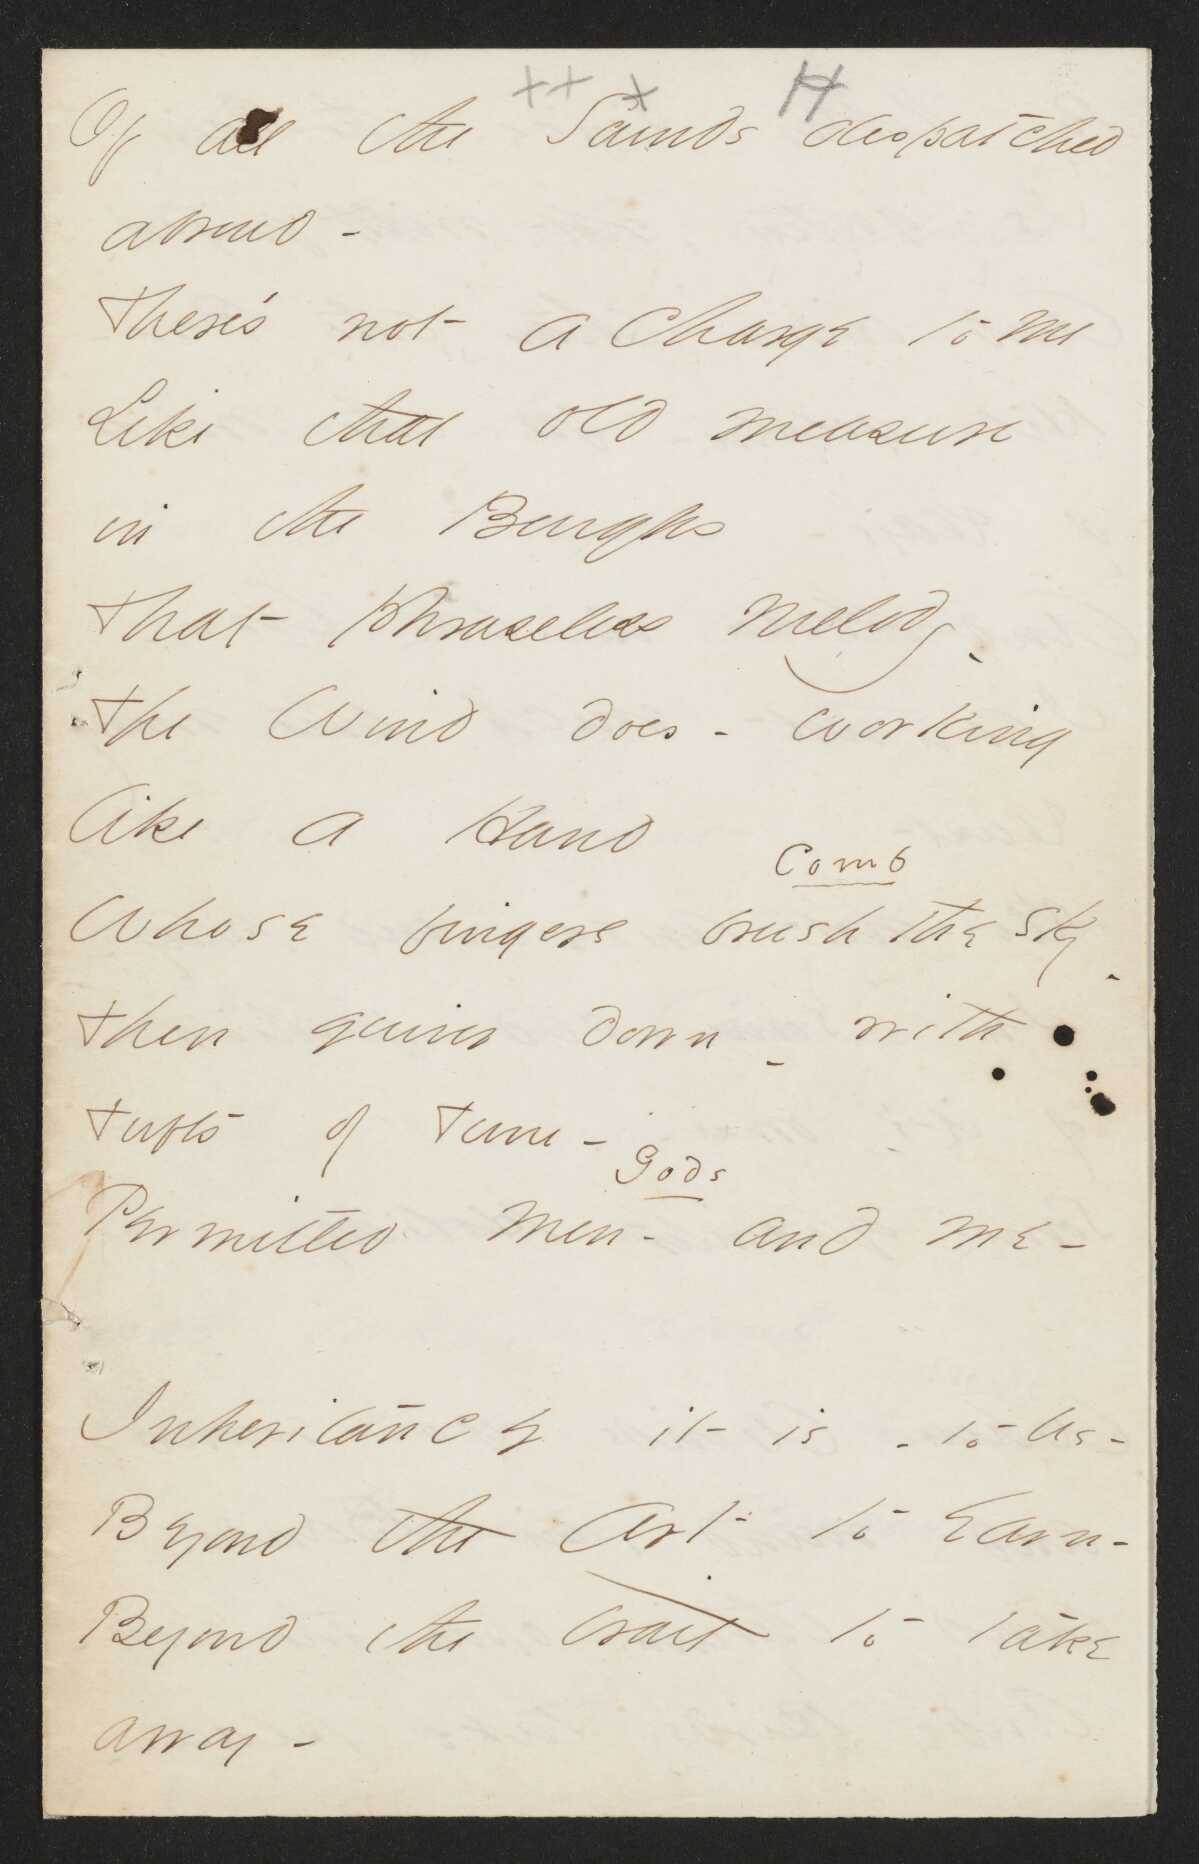 ++ + H
Of all the Sounds despatched
abroad -
There's not a Charge to me
Like that old measure
in the Boughs -
That phraseless Melody -
The Wind does - working
like a Hand
Comb
Whose fingers brush the Sky -
Then quiver down - with
tufts of Tune -
Gods
Permitted Men - and me -
Inheritance it is - to Us -
Beyond the Art to Earn -
Beyond the trait to take
away -